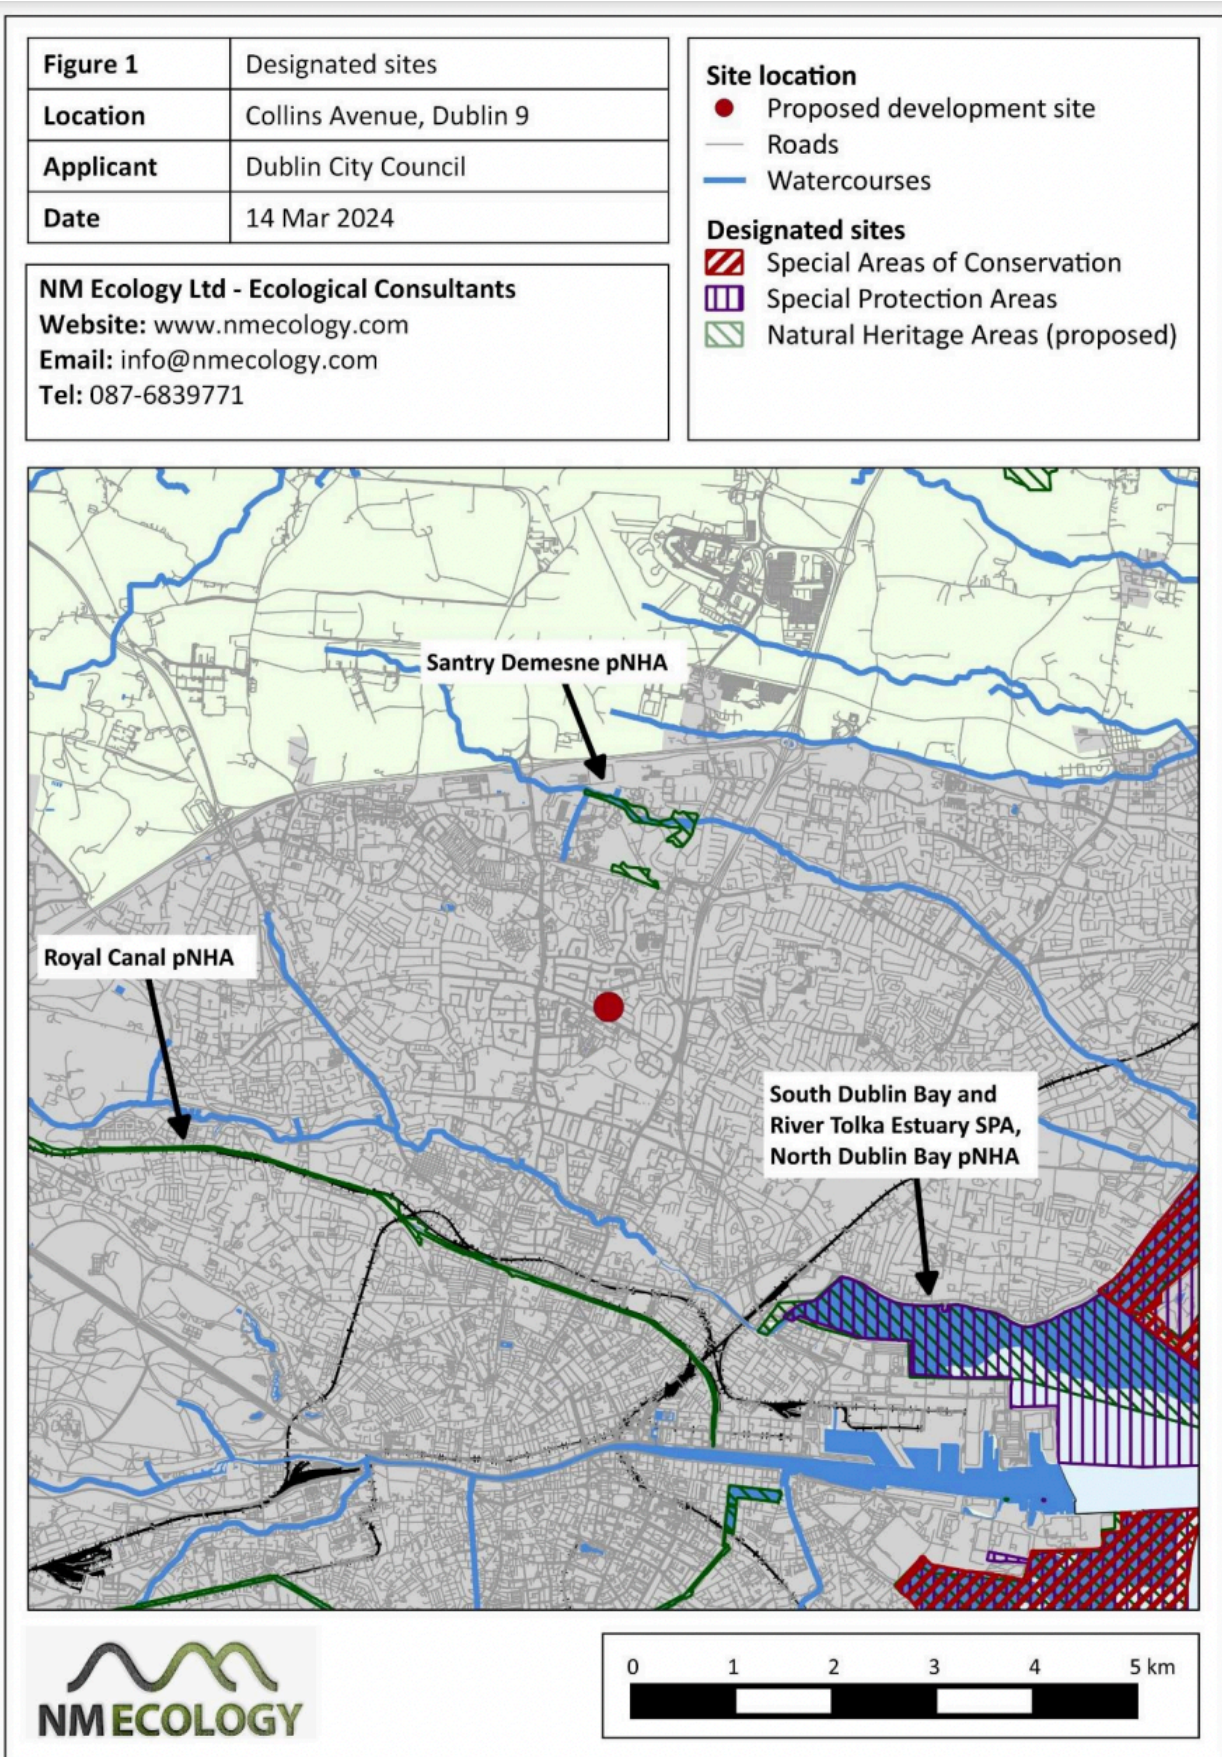 Figure 1 Designated sites
Location Collins Avenue, Dublin 9
Applicant Dublin City Council
Date 14 Mar 2024
NM Ecology Ltd - Ecological Consultants
Website: www.nmecology.com
Email: info@nmecology.com
Tel: 087-6839771
Site location
Proposed development site
Roads
Watercourses
Designated sites
Special Areas of Conservation
Special Protection Areas
Natural Heritage Areas (proposed)
Santry Demesne pNHA
Royal Canal pNHA
South Dublin Bay and
River Tolka Estuary SPA,
North Dublin Bay pNHA
NM ECOLOGY
0 1 2 3 4 5 km